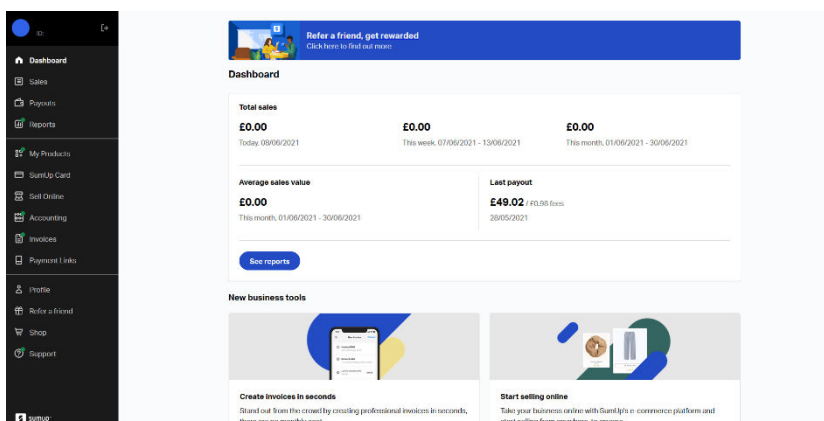 ID:
Dashboard
Sales
Payouts
Reports
My Products
SumUp Card
Sell Online
Accounting
Invoices
Payment Links
Profile
Refer a friend
Shop
Support
sumup
Refer a friend, get rewarded
Click here to find out more
Dashboard
Total sales
£0.00 £0.00 £0.00
Today, 08/06/2021 This week, 07/06/2021 - 13/06/2021 This month, 01/06/2021 - 30/06/2021
Average sales value Last payout
£0.00 £49.02 / £0.98 fees
This month, 01/06/2021 - 30/06/2021 28/05/2021
See reports
New business tools
Create invoices in seconds
Stand out from the crowd by creating professional invoices in seconds,
Start selling online
Take your business online with SumUp's e-commerce platform and